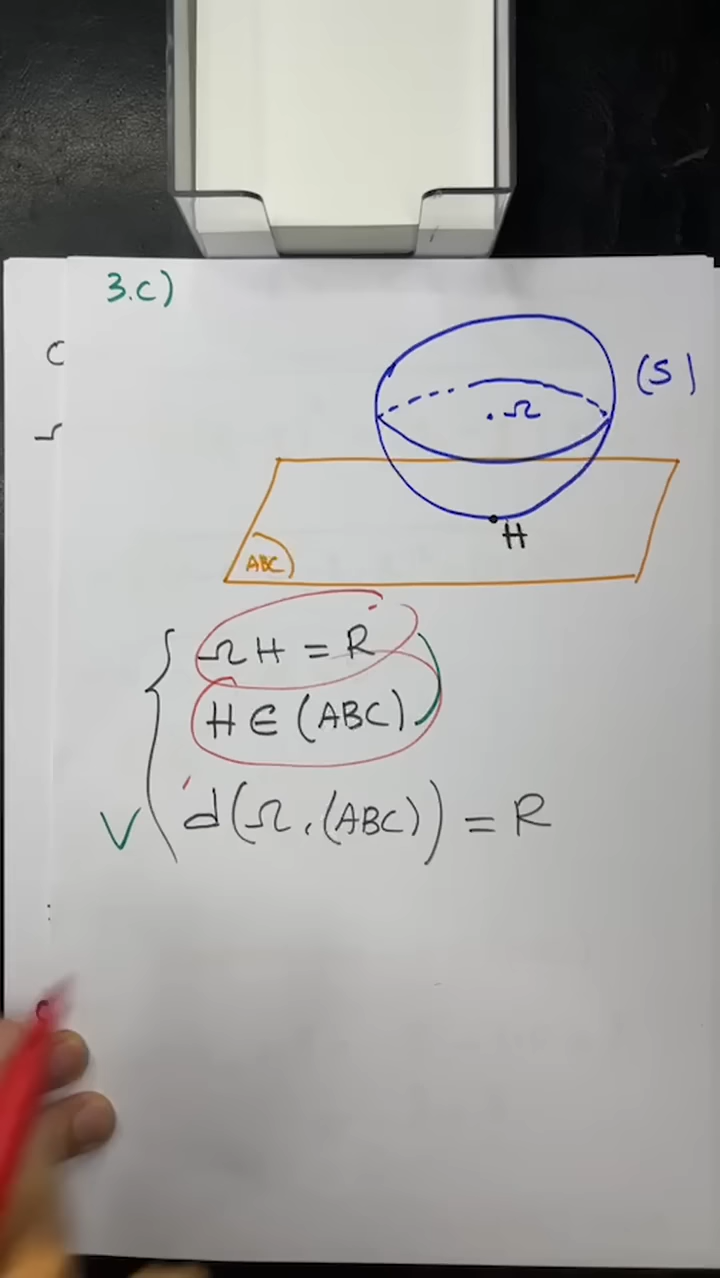 3.c)
(S)
.Ω
H
ABC
ΩH = R
H ∈ (ABC)
d(Ω,(ABC)) = R